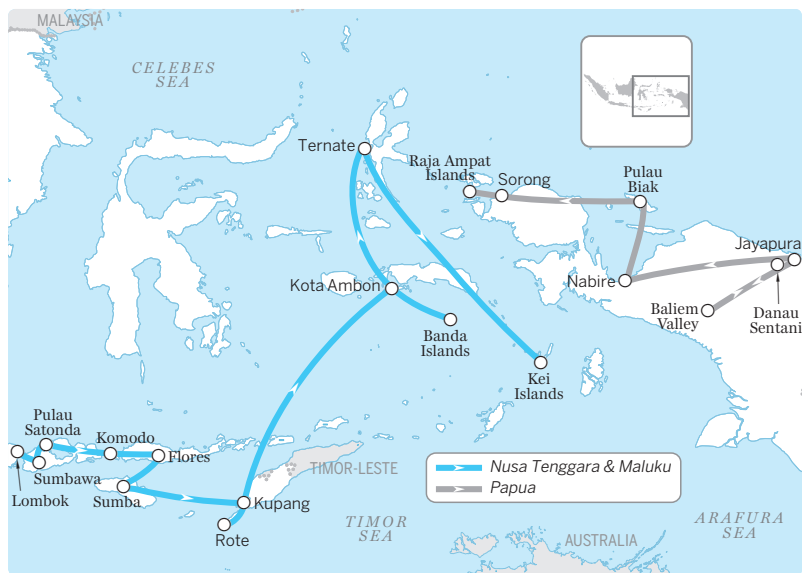 MALAYSIA
CELEBES
SEA
Ternate
Raja Ampat
Islands
Sorong
Pulau
Biak
Jayapura
Kota Ambon
Nabire
Baliem
Valley
Danau
Sentani
Banda
Islands
Kei
Islands
Pulau
Satonda
Komodo
Flores
Sumbawa
Lombok
Sumba
Kupang
Rote
TIMOR-LESTE
TIMOR
SEA
Nusa Tenggara & Maluku
Papua
AUSTRALIA
ARAFURA
SEA